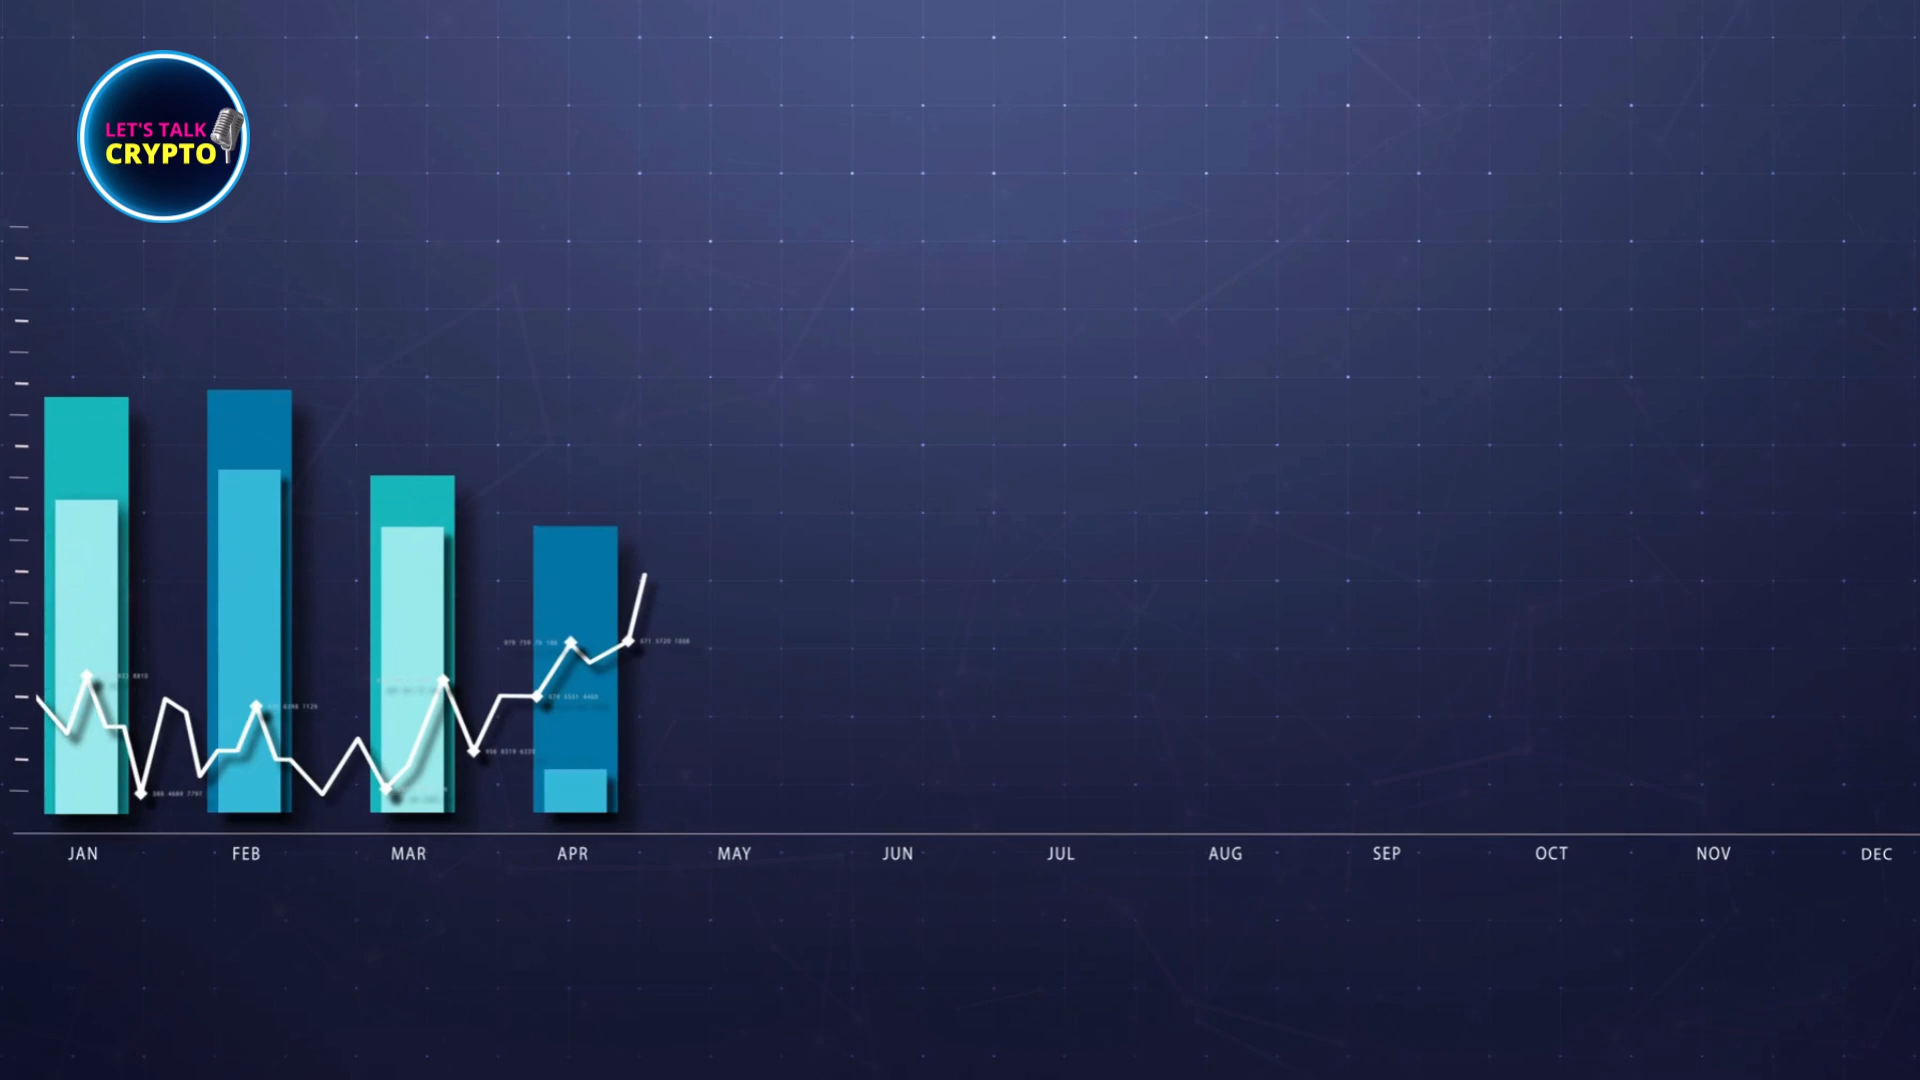 LET'S TALK
CRYPTO
JAN FEB MAR APR MAY JUN JUL AUG SEP OCT NOV DEC